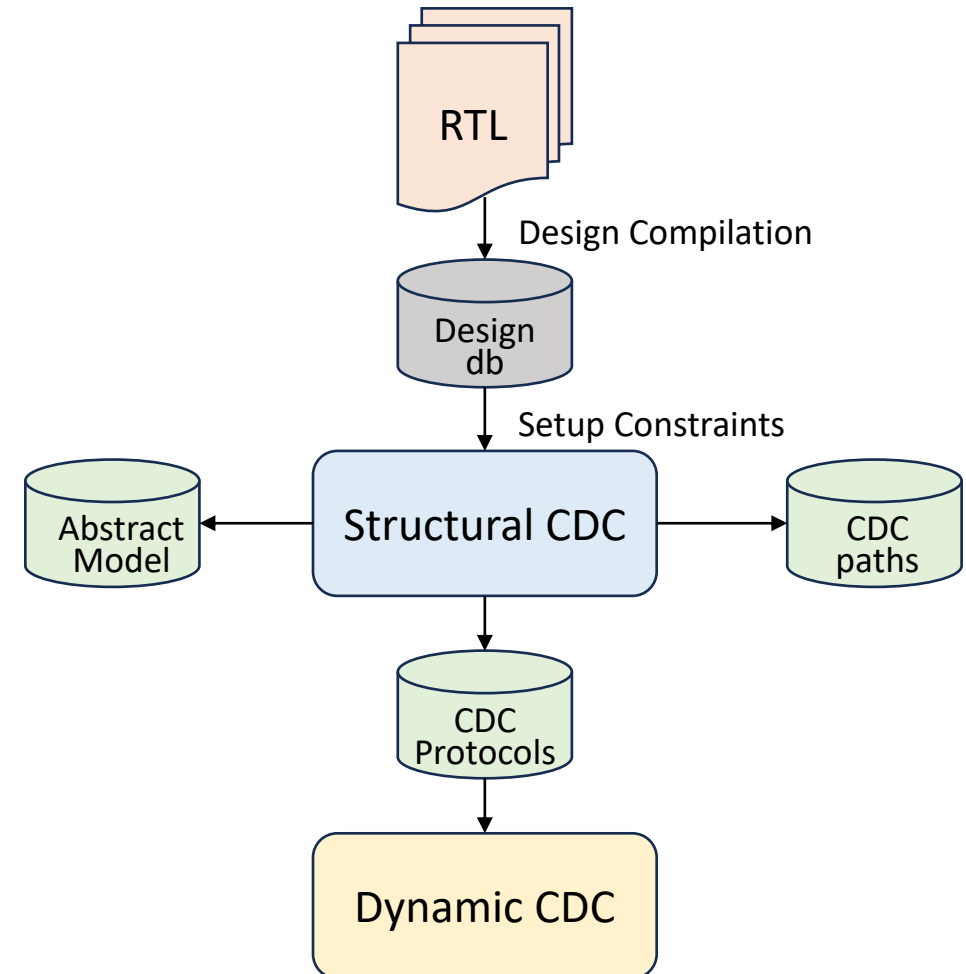 RTL
Design Compilation
Design
db
Setup Constraints
Abstract
Model
Structural CDC
CDC
paths
CDC
Protocols
Dynamic CDC